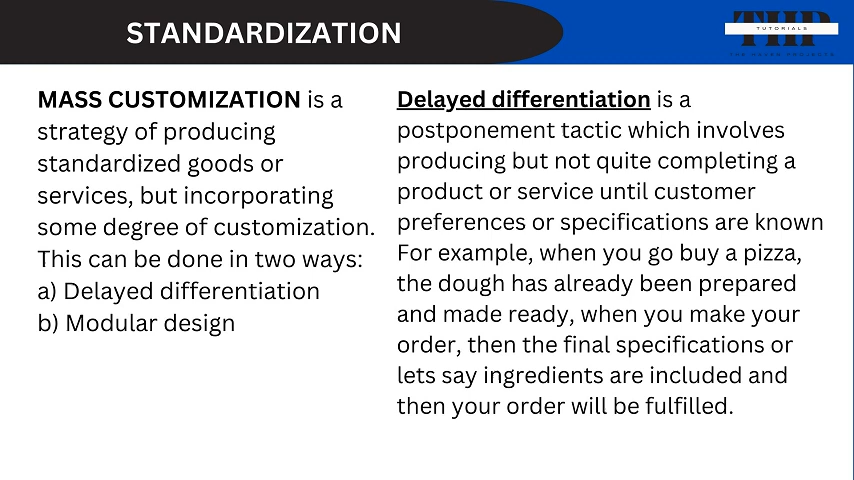 STANDARDIZATION
THP
TUTORIALS
MASS CUSTOMIZATION is a
strategy of producing
standardized goods or
services, but incorporating
some degree of customization.
This can be done in two ways:
a) Delayed differentiation
b) Modular design
Delayed differentiation is a
postponement tactic which involves
producing but not quite completing a
product or service until customer
preferences or specifications are known
For example, when you go buy a pizza,
the dough has already been prepared
and made ready, when you make your
order, then the final specifications or
lets say ingredients are included and
then your order will be fulfilled.